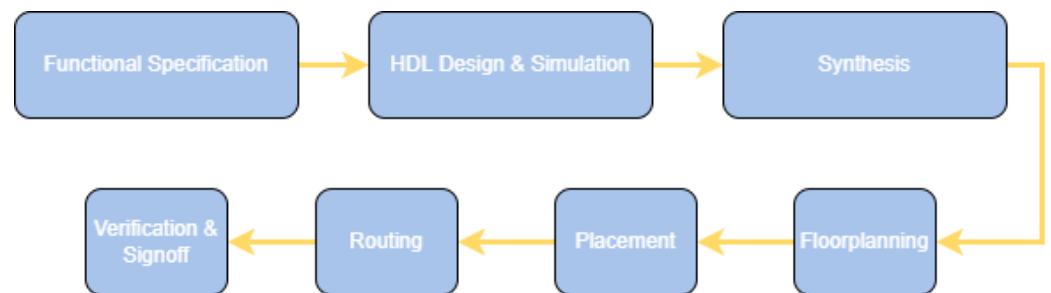 Functional Specification
HDL Design & Simulation
Synthesis
Verification &
Signoff
Routing
Placement
Floorplanning